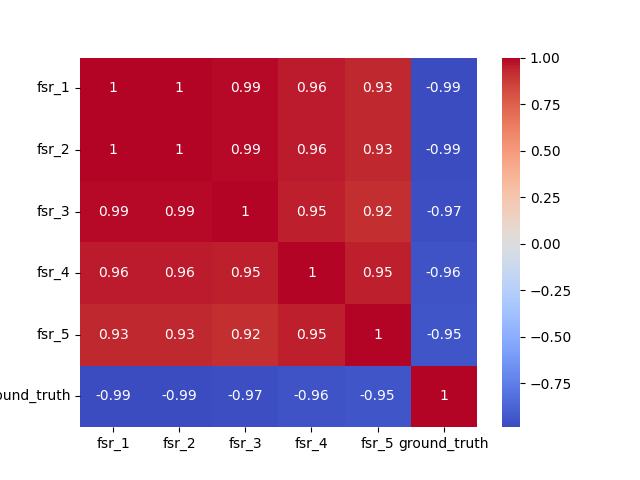 fsr_1 1 1 0.99 0.96 0.93 -0.99
fsr_2 1 1 0.99 0.96 0.93 -0.99
fsr_3 0.99 0.99 1 0.95 0.92 -0.97
fsr_4 0.96 0.96 0.95 1 0.95 -0.96
fsr_5 0.93 0.93 0.92 0.95 1 -0.95
ound_truth -0.99 -0.99 -0.97 -0.96 -0.95 1
fsr_1 fsr_2 fsr_3 fsr_4 fsr_5 ground_truth
1.00
0.75
0.50
0.25
0.00
−0.25
−0.50
−0.75